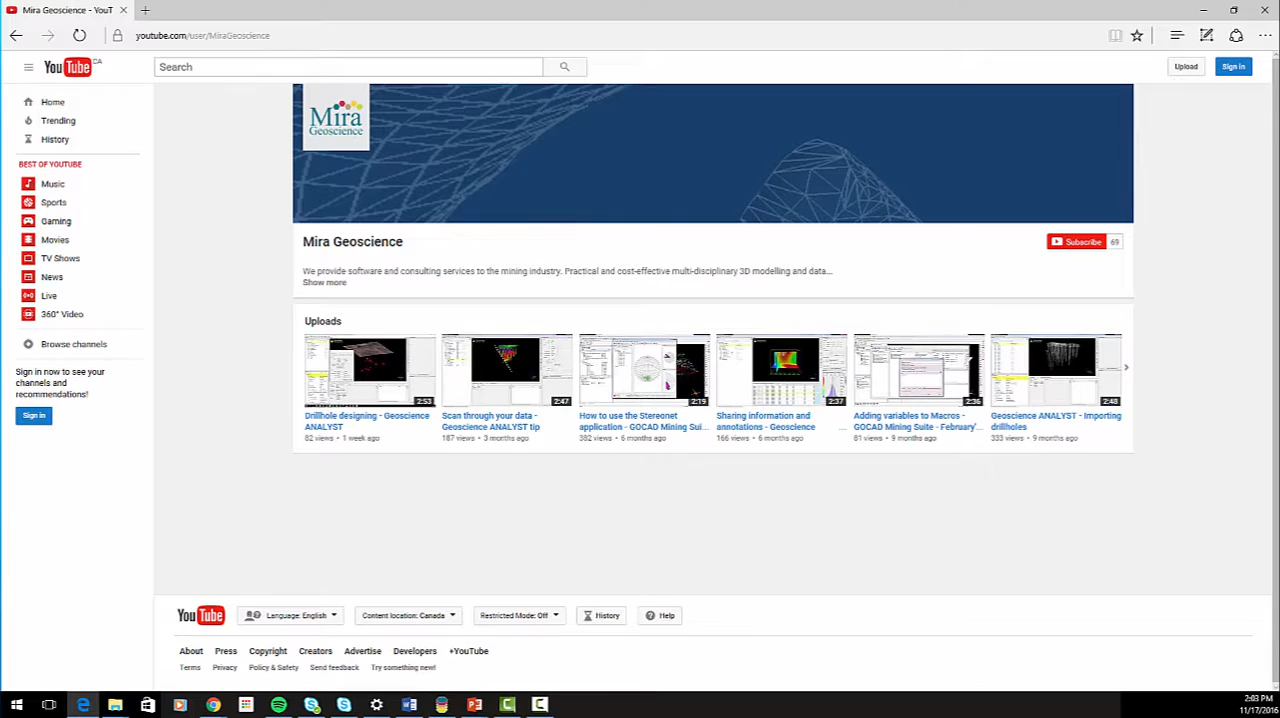 Mira Geoscience - YouT
youtube.com/user/MiraGeoscience
YouTube CA
Search
Upload
Sign in
Home
Trending
History
BEST OF YOUTUBE
Music
Sports
Gaming
Movies
TV Shows
News
Live
360° Video
Browse channels
Sign in now to see your
channels and
recommendations!
Sign in
Mira
Geoscience
Mira Geoscience
Subscribe 69
We provide software and consulting services to the mining industry. Practical and cost-effective multi-disciplinary 3D modelling and data...
Show more
Uploads
2:53
Drillhole designing - Geoscience
ANALYST
82 views • 1 week ago
2:47
Scan through your data -
Geoscience ANALYST tip
187 views • 3 months ago
2:19
How to use the Stereonet
application - GOCAD Mining Sui...
382 views • 6 months ago
2:37
Sharing information and
annotations - Geoscience ...
166 views • 6 months ago
2:36
Adding variables to Macros -
GOCAD Mining Suite - February'...
81 views • 9 months ago
2:48
Geoscience ANALYST - Importing
drillholes
333 views • 9 months ago
YouTube
Language: English
Content location: Canada
Restricted Mode: Off
History
Help
About Press Copyright Creators Advertise Developers +YouTube
Terms Privacy Policy & Safety Send feedback Try something new!
2:03 PM
11/17/2016